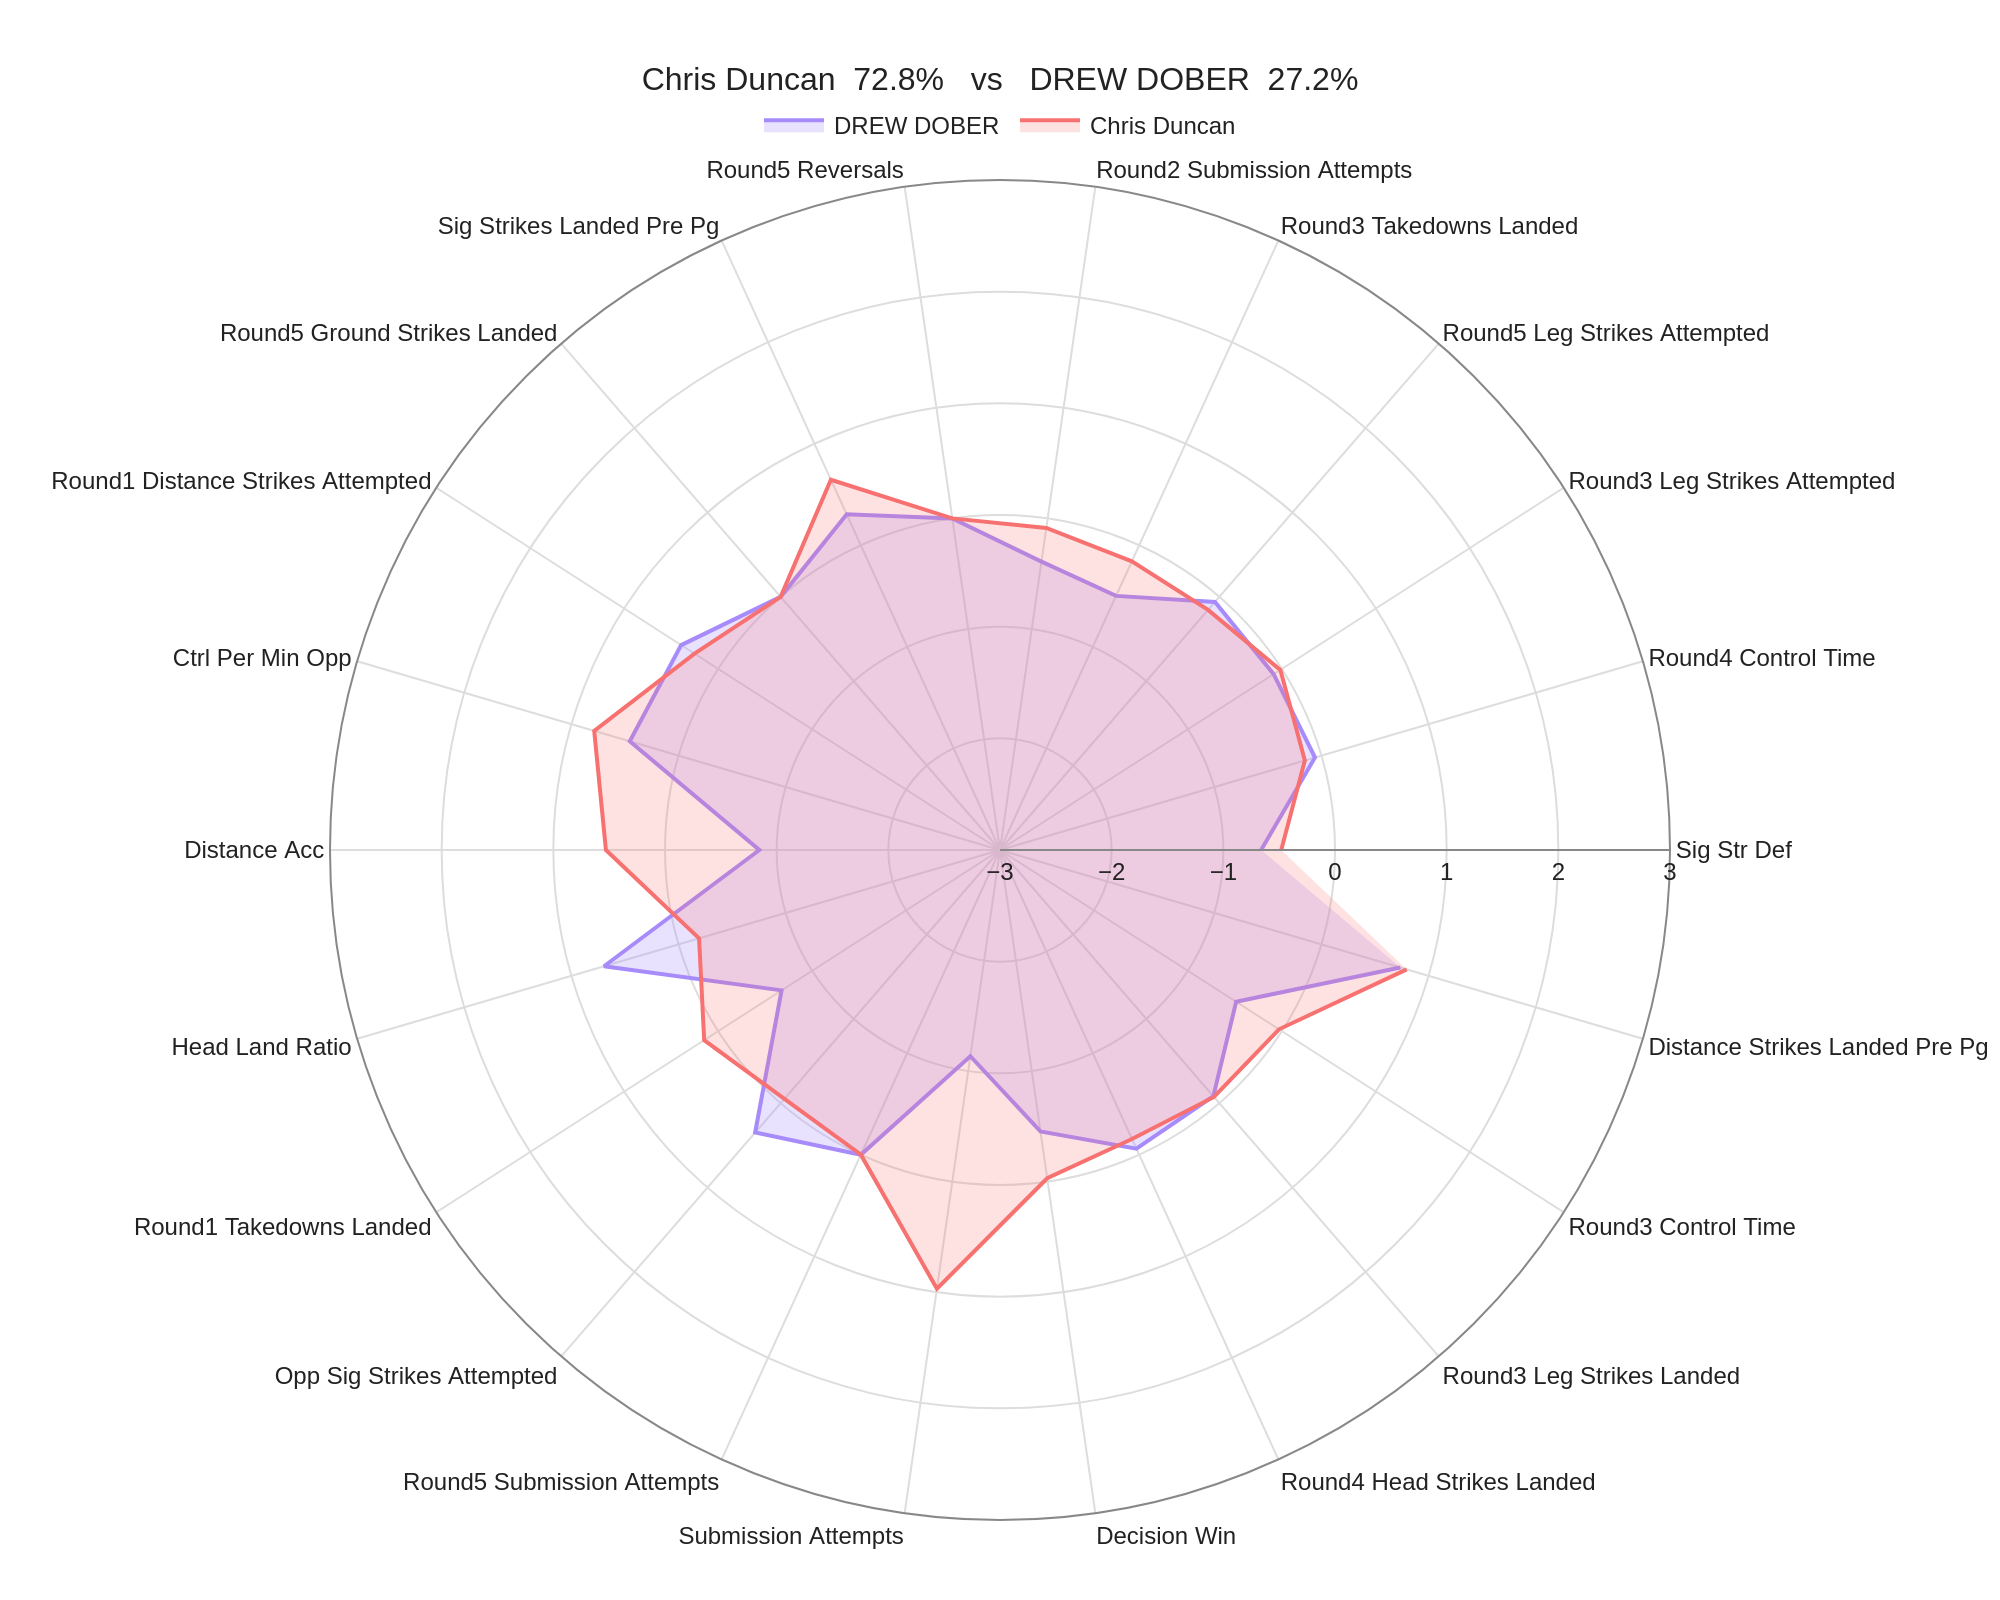 Chris Duncan  72.8%   vs   DREW DOBER  27.2%
DREW DOBER
Chris Duncan
Round5 Reversals
Round2 Submission Attempts
Sig Strikes Landed Pre Pg
Round3 Takedowns Landed
Round5 Ground Strikes Landed
Round5 Leg Strikes Attempted
Round1 Distance Strikes Attempted
Round3 Leg Strikes Attempted
Ctrl Per Min Opp
Round4 Control Time
Distance Acc
Sig Str Def
−3
−2
−1
0
1
2
3
Head Land Ratio
Distance Strikes Landed Pre Pg
Round1 Takedowns Landed
Round3 Control Time
Opp Sig Strikes Attempted
Round3 Leg Strikes Landed
Round5 Submission Attempts
Round4 Head Strikes Landed
Submission Attempts
Decision Win